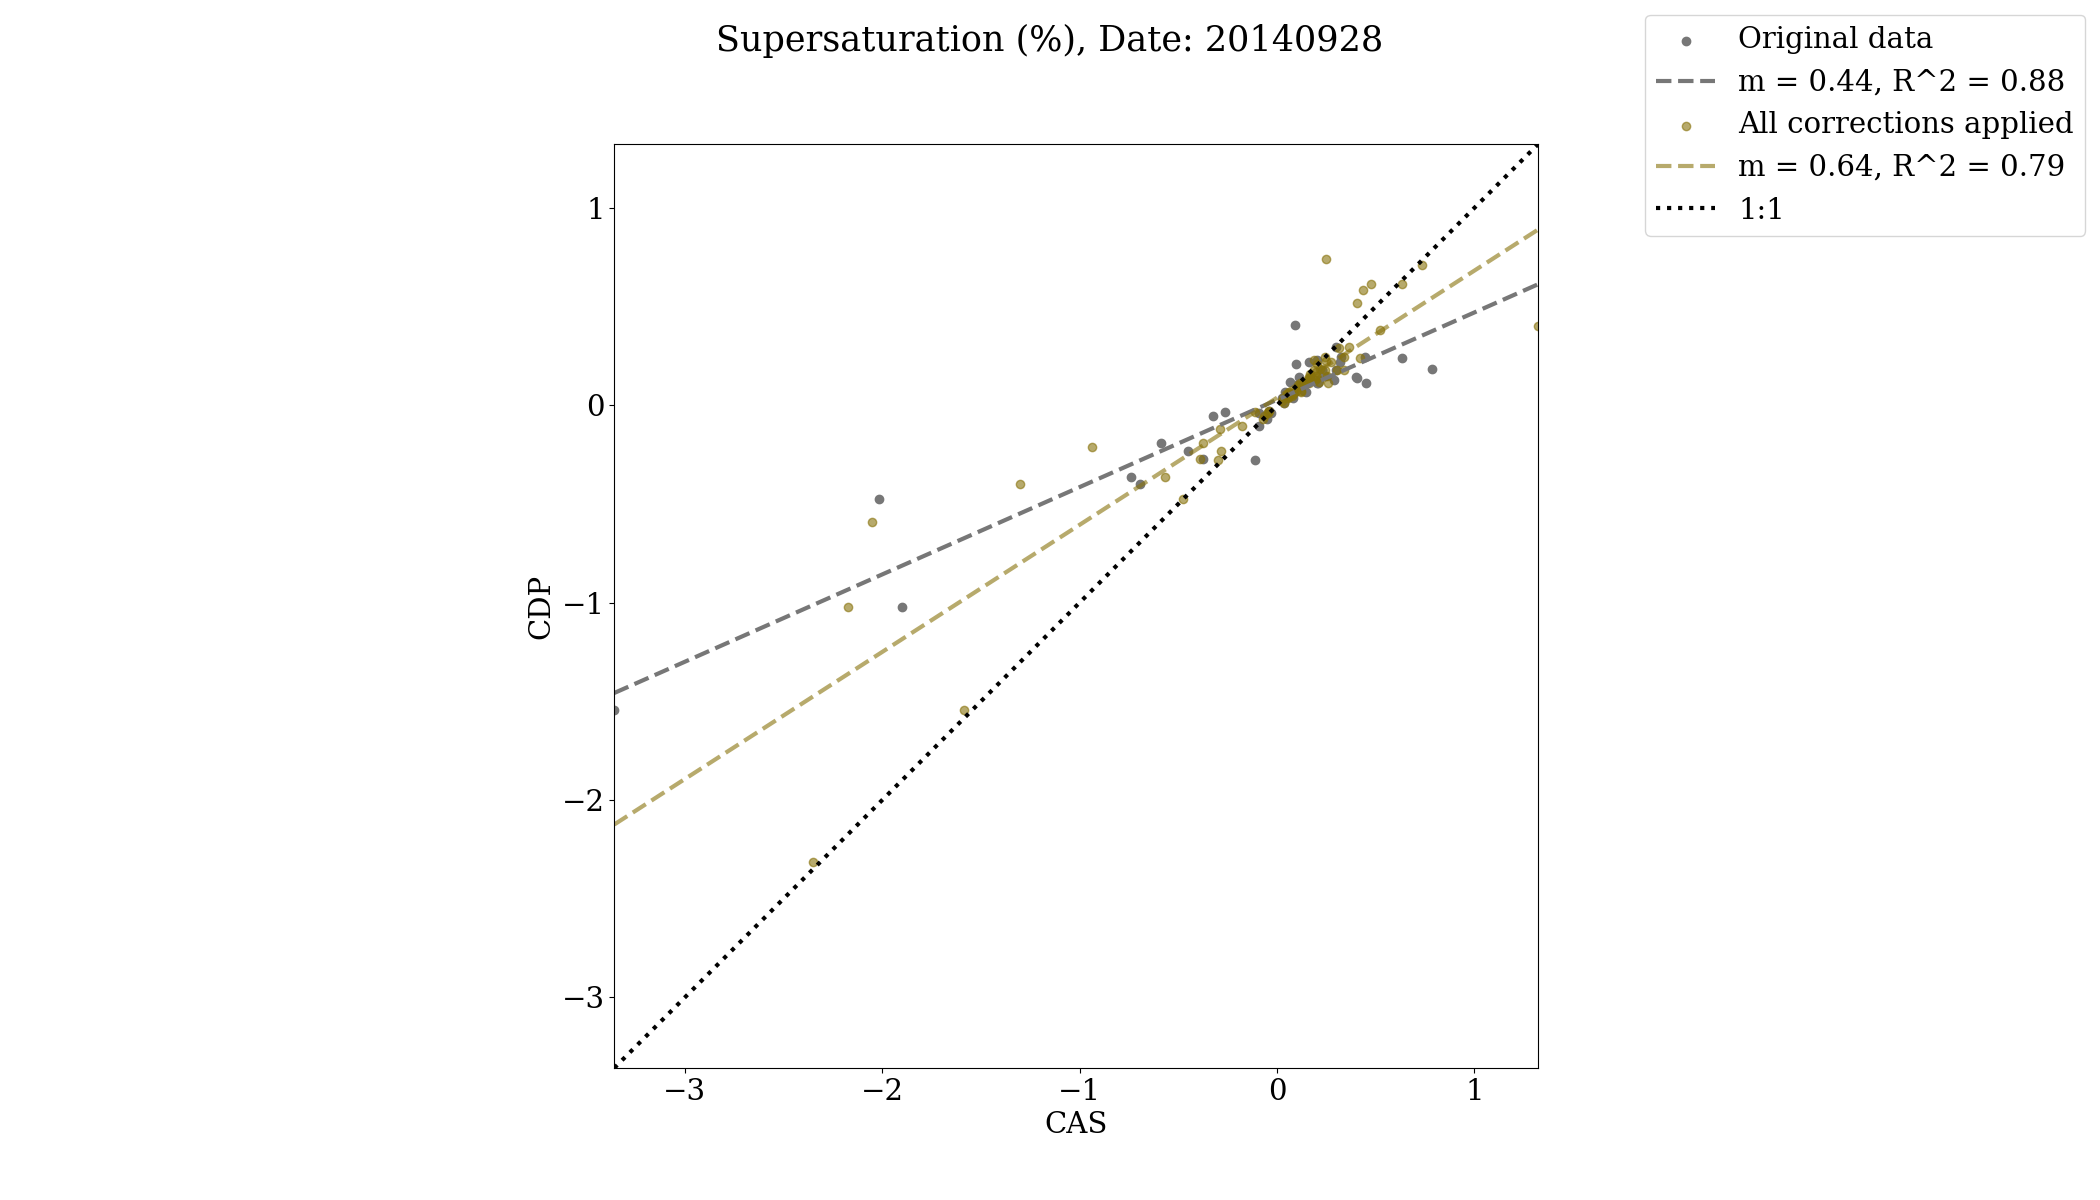 Supersaturation (%), Date: 20140928
Original data
m = 0.44, R^2 = 0.88
All corrections applied
m = 0.64, R^2 = 0.79
1:1
1
0
−1
−2
−3
CDP
−3
−2
−1
0
1
CAS